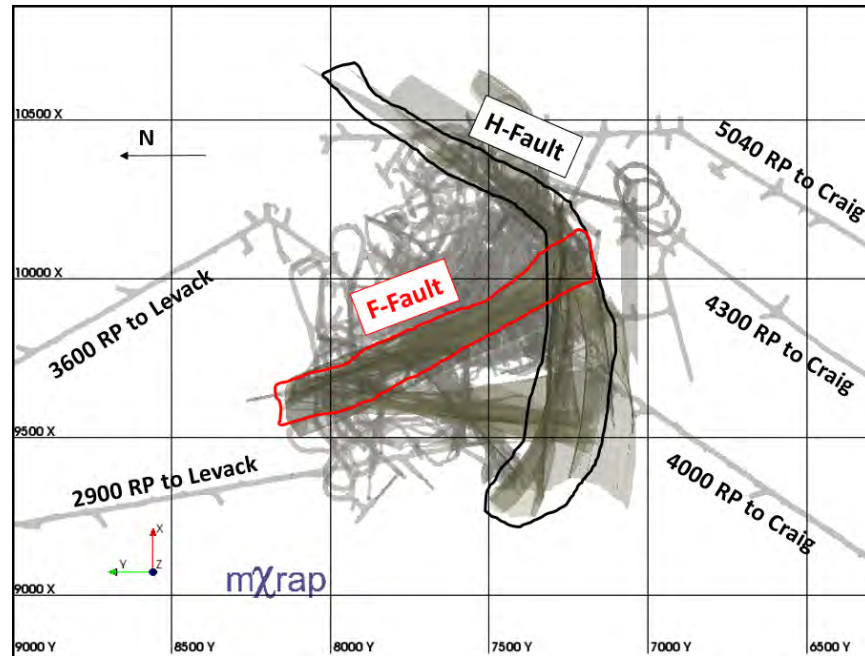 10500 X
N
H-Fault
5040 RP to Craig
10000 X
F-Fault
3600 RP to Levack
4300 RP to Craig
9500 X
2900 RP to Levack
4000 RP to Craig
X
Y
Z
mχrap
9000 X
9000 Y
8500 Y
8000 Y
7500 Y
7000 Y
6500 Y